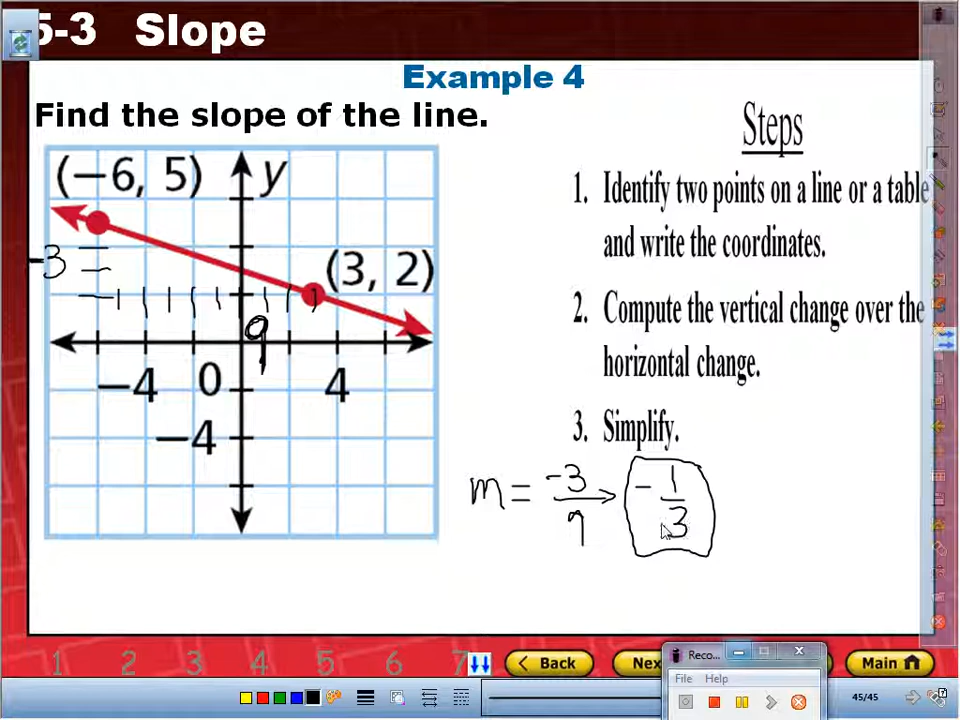 5-3 Slope
Example 4
Find the slope of the line.
(−6, 5)
y
-3
(3, 2)
9
−4
0
4
−4
Steps
1. Identify two points on a line or a table
and write the coordinates.
2. Compute the vertical change over the
horizontal change.
3. Simplify.
m = -3/9 → -1/3
1 2 3 4 5 6 7
Back
Nex
Main
Reco...
File Help
45/45